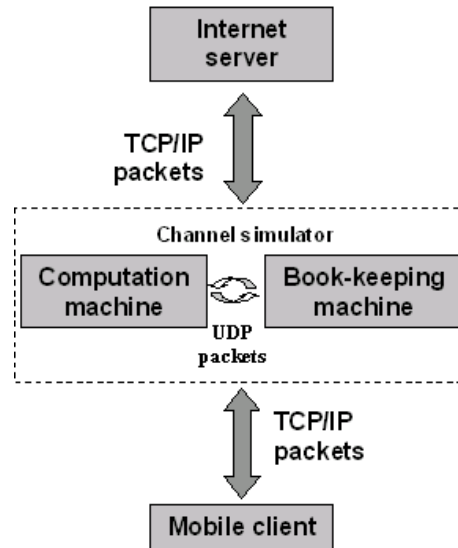 Internet
server
TCP/IP
packets
Channel simulator
Computation
machine
Book-keeping
machine
UDP
packets
TCP/IP
packets
Mobile client